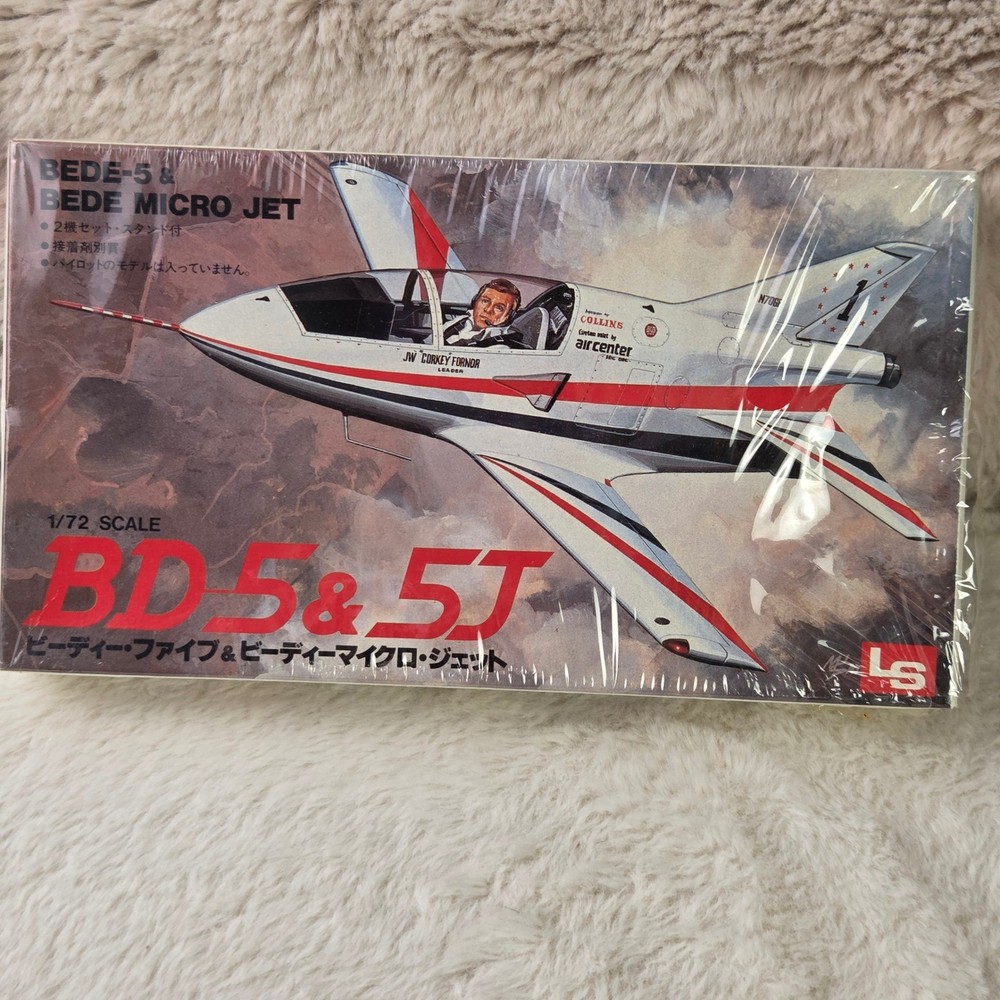 BEDE-5 &
BEDE MICRO JET
● 2機セット・スタンド付
● 接着剤別買
● パイロットのモデルは入っていません。
1
COLLINS
by
aircenter
JW "CORKEY" FORNOR
LEADER
1/72 SCALE
BD-5 & 5J
ビーディー・ファイブ&ビーディーマイクロ・ジェット
LS